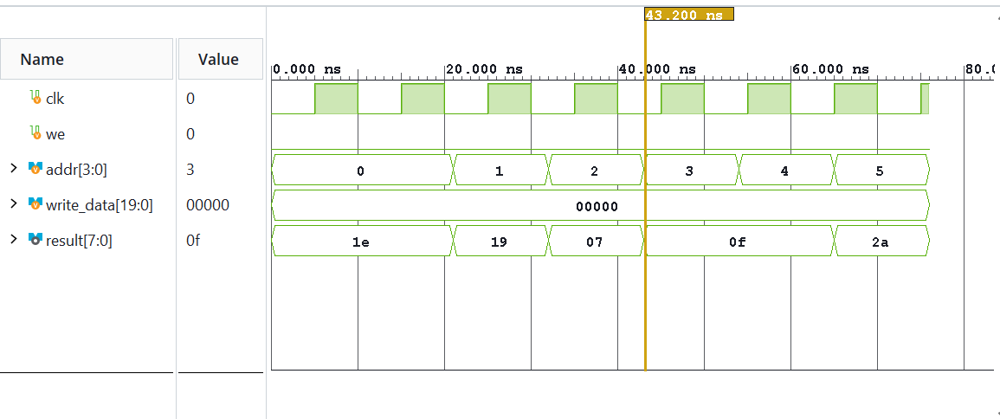 43.200 ns
Name Value
0.000 ns 20.000 ns 40.000 ns 60.000 ns 80.0
clk 0
we 0
addr[3:0] 3 0 1 2 3 4 5
write_data[19:0] 00000 00000
result[7:0] 0f 1e 19 07 0f 2a